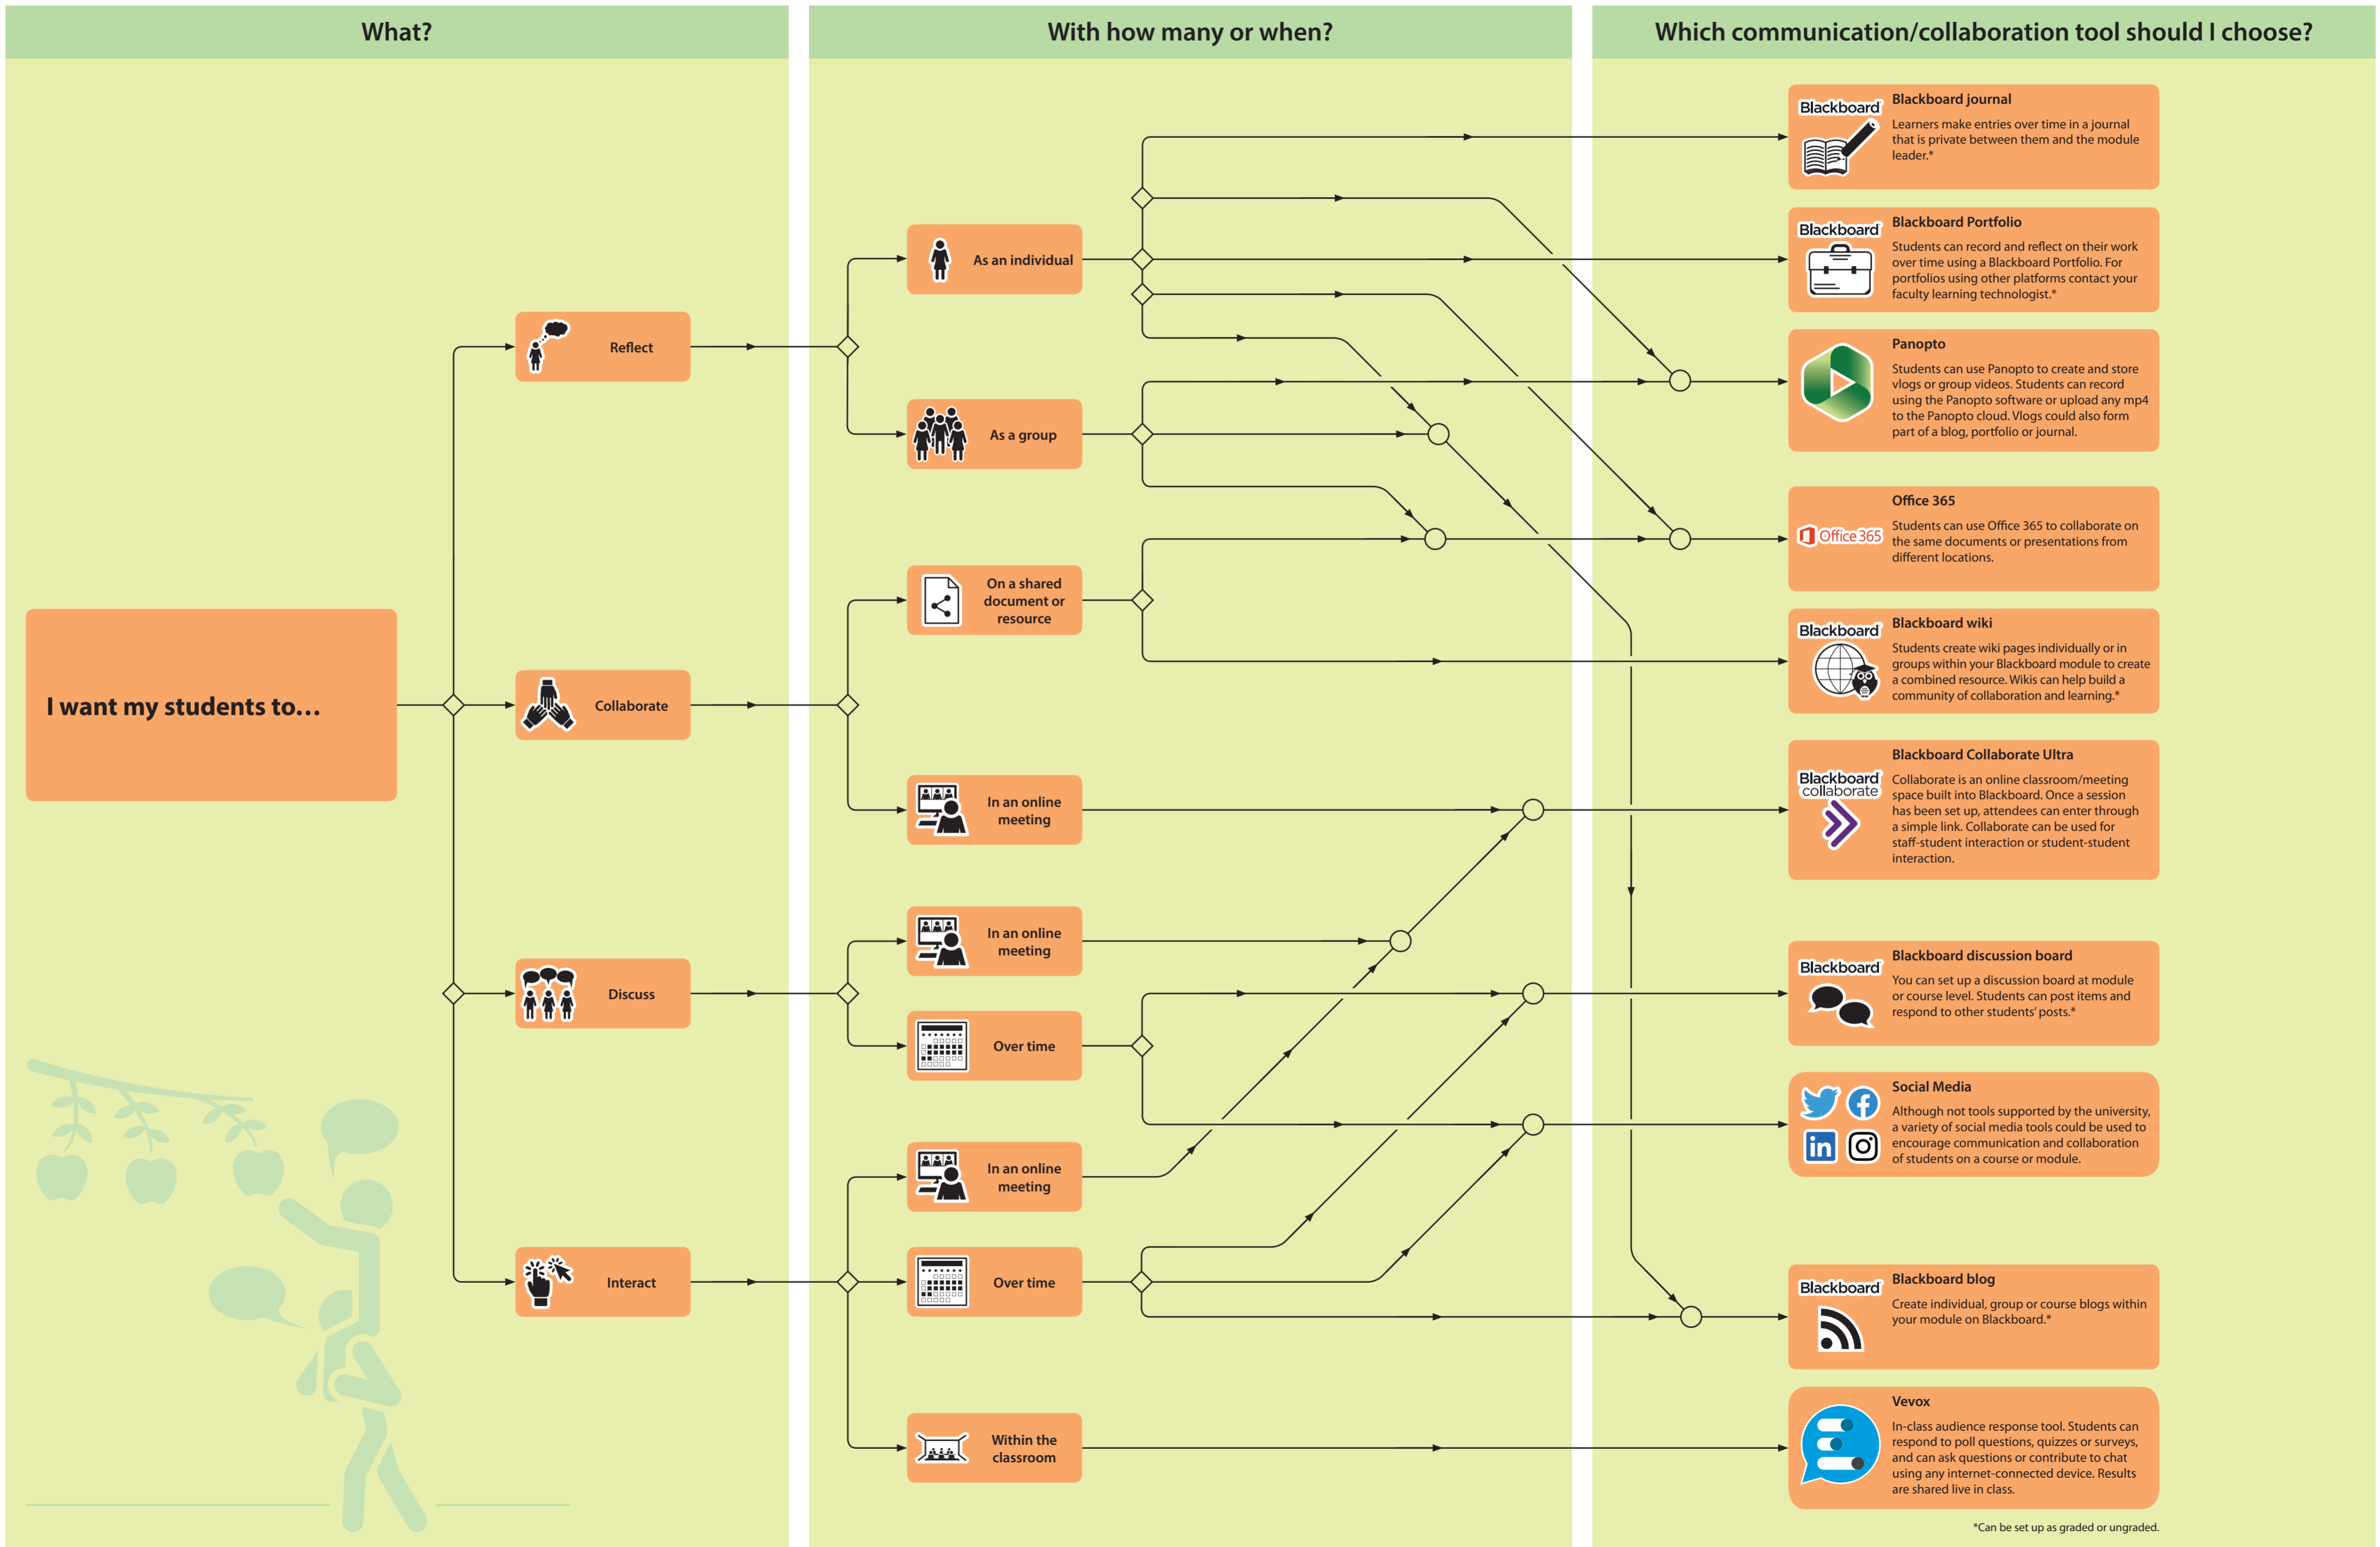 What?
With how many or when?
Which communication/collaboration tool should I choose?
I want my students to...
Reflect
Collaborate
Discuss
Interact
As an individual
As a group
On a shared
document or
resource
In an online
meeting
In an online
meeting
Over time
In an online
meeting
Over time
Within the
classroom
Blackboard
Blackboard journal
Learners make entries over time in a journal
that is private between them and the module
leader.*
Blackboard
Blackboard Portfolio
Students can record and reflect on their work
over time using a Blackboard Portfolio. For
portfolios using other platforms contact your
faculty learning technologist.*
Panopto
Students can use Panopto to create and store
vlogs or group videos. Students can record
using the Panopto software or upload any mp4
to the Panopto cloud. Vlogs could also form
part of a blog, portfolio or journal.
Office 365
Office 365
Students can use Office 365 to collaborate on
the same documents or presentations from
different locations.
Blackboard
Blackboard wiki
Students create wiki pages individually or in
groups within your Blackboard module to create
a combined resource. Wikis can help build a
community of collaboration and learning.*
Blackboard
collaborate
Blackboard Collaborate Ultra
Collaborate is an online classroom/meeting
space built into Blackboard. Once a session
has been set up, attendees can enter through
a simple link. Collaborate can be used for
staff-student interaction or student-student
interaction.
Blackboard
Blackboard discussion board
You can set up a discussion board at module
or course level. Students can post items and
respond to other students' posts.*
in
Social Media
Although not tools supported by the university,
a variety of social media tools could be used to
encourage communication and collaboration
of students on a course or module.
Blackboard
Blackboard blog
Create individual, group or course blogs within
your module on Blackboard.*
Vevox
In-class audience response tool. Students can
respond to poll questions, quizzes or surveys,
and can ask questions or contribute to chat
using any internet-connected device. Results
are shared live in class.
*Can be set up as graded or ungraded.